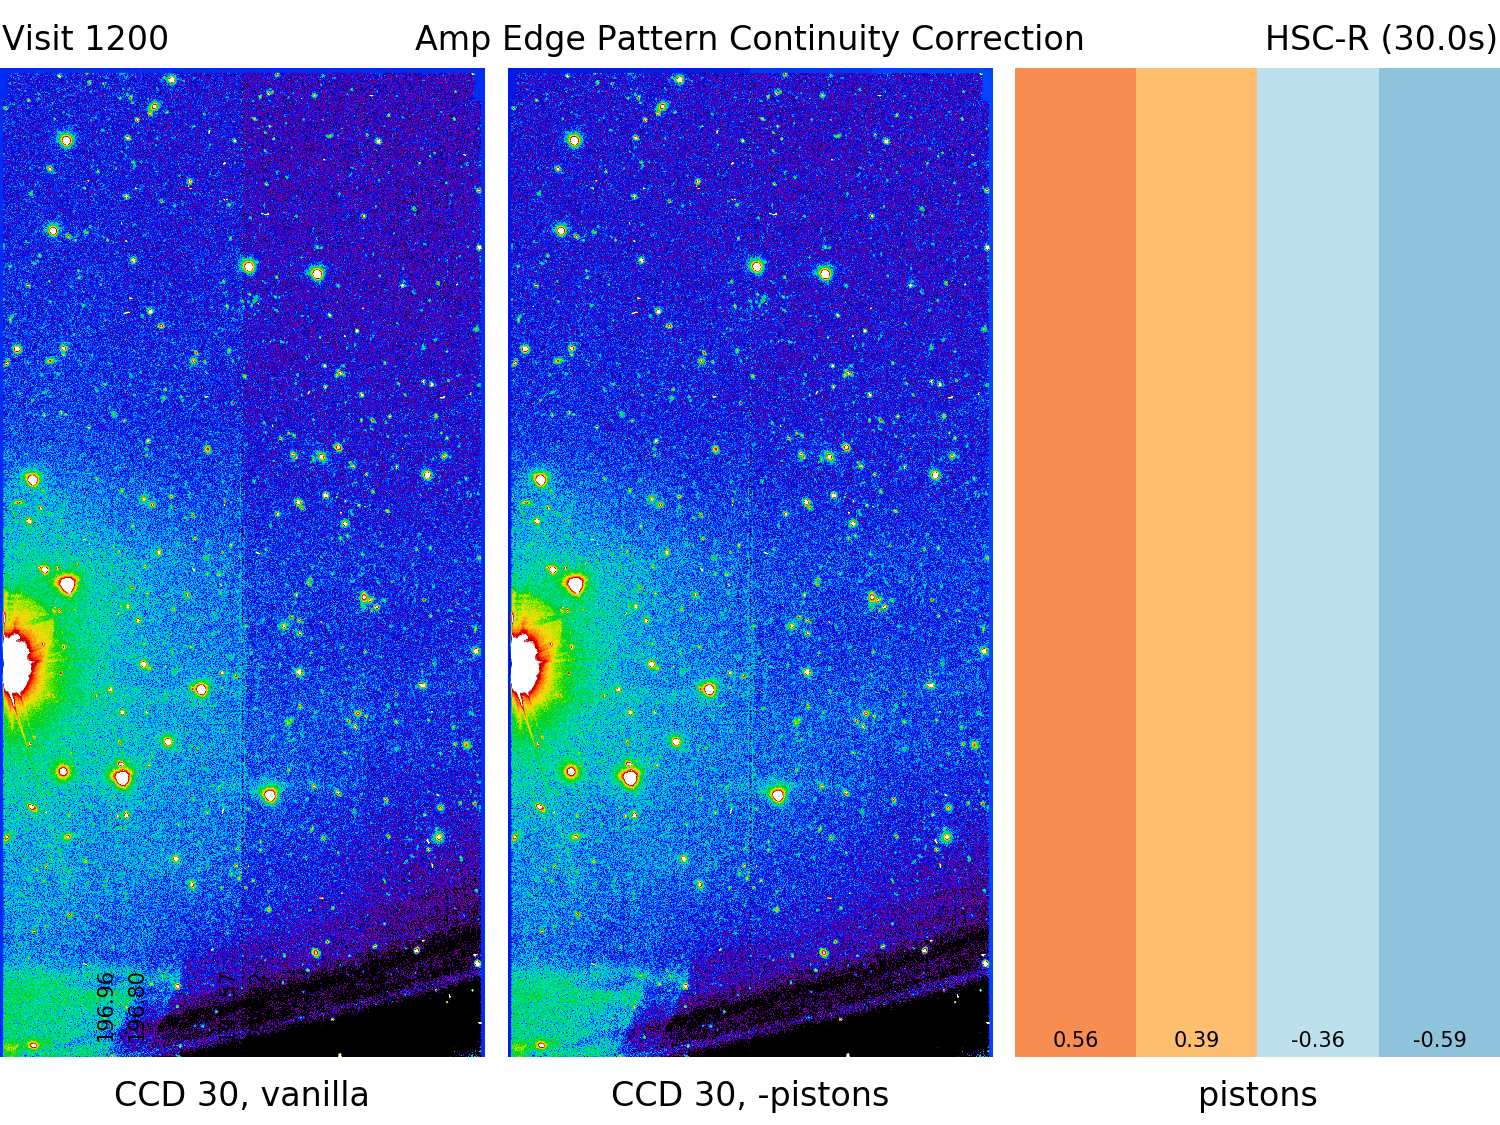 Visit 1200
Amp Edge Pattern Continuity Correction
HSC-R (30.0s)
196.96
196.80
0.56
0.39
-0.36
-0.59
CCD 30, vanilla
CCD 30, -pistons
pistons